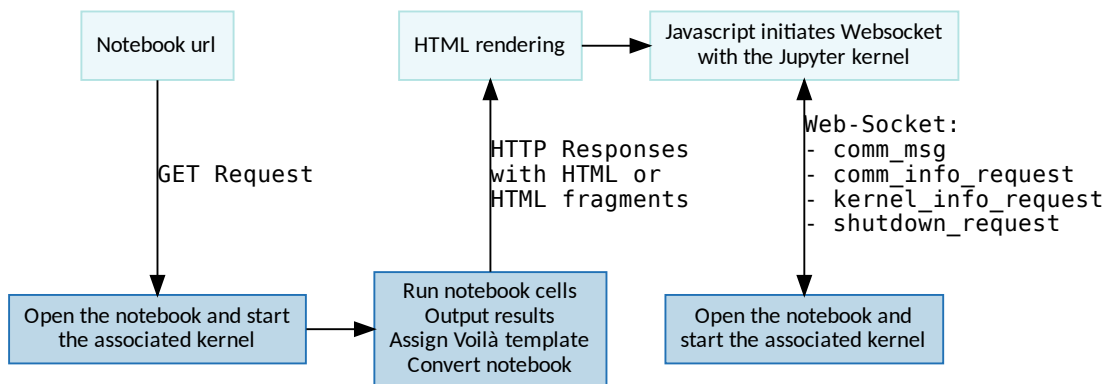 Notebook url
HTML rendering
Javascript initiates Websocket
with the Jupyter kernel
GET Request
HTTP Responses
with HTML or
HTML fragments
Web-Socket:
- comm_msg
- comm_info_request
- kernel_info_request
- shutdown_request
Open the notebook and start
the associated kernel
Run notebook cells
Output results
Assign Voilà template
Convert notebook
Open the notebook and
start the associated kernel